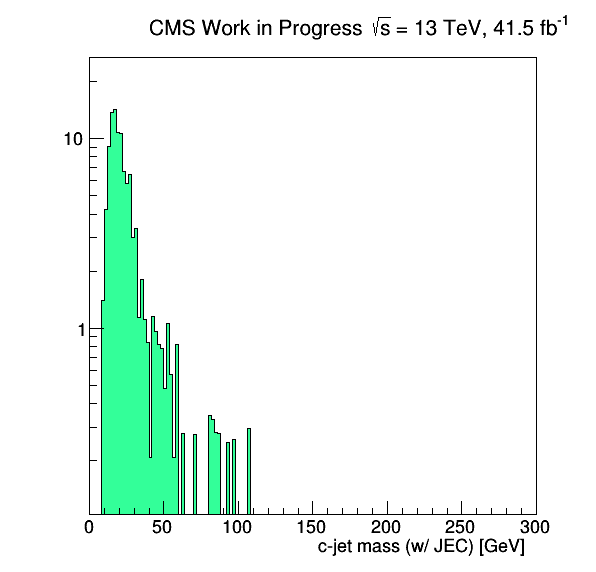 CMS Work in Progress √s = 13 TeV, 41.5 fb⁻¹
10
1
0 50 100 150 200 250 300
c-jet mass (w/ JEC) [GeV]